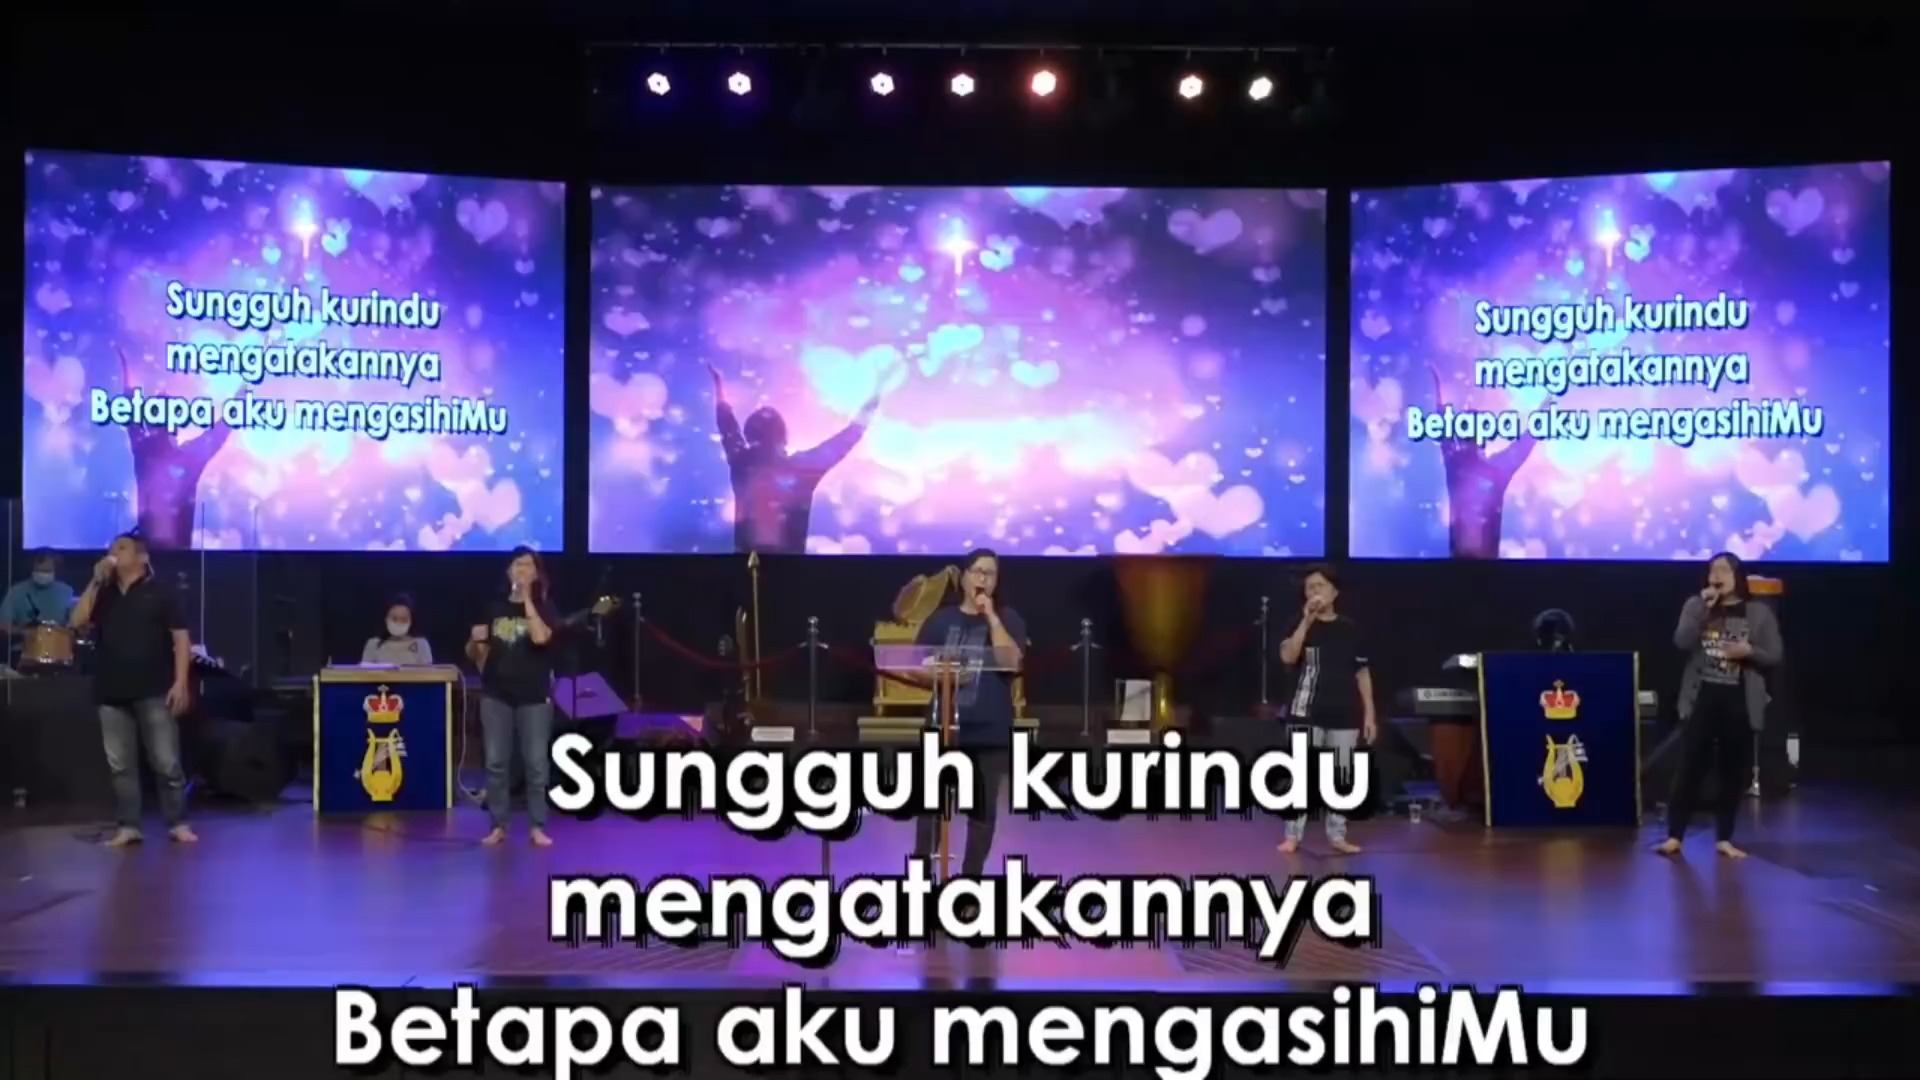 Sungguh kurindu
mengatakannya
Betapa aku mengasihiMu
Sungguh kurindu
mengatakannya
Betapa aku mengasihiMu
Sungguh kurindu
mengatakannya
Betapa aku mengasihiMu